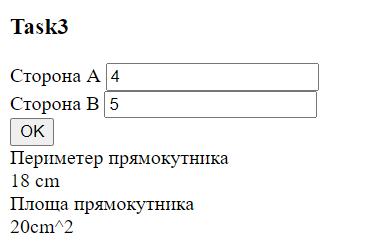 Task3
Сторона А 4
Сторона В 5
OK
Периметер прямокутника
18 cm
Площа прямокутника
20cm^2